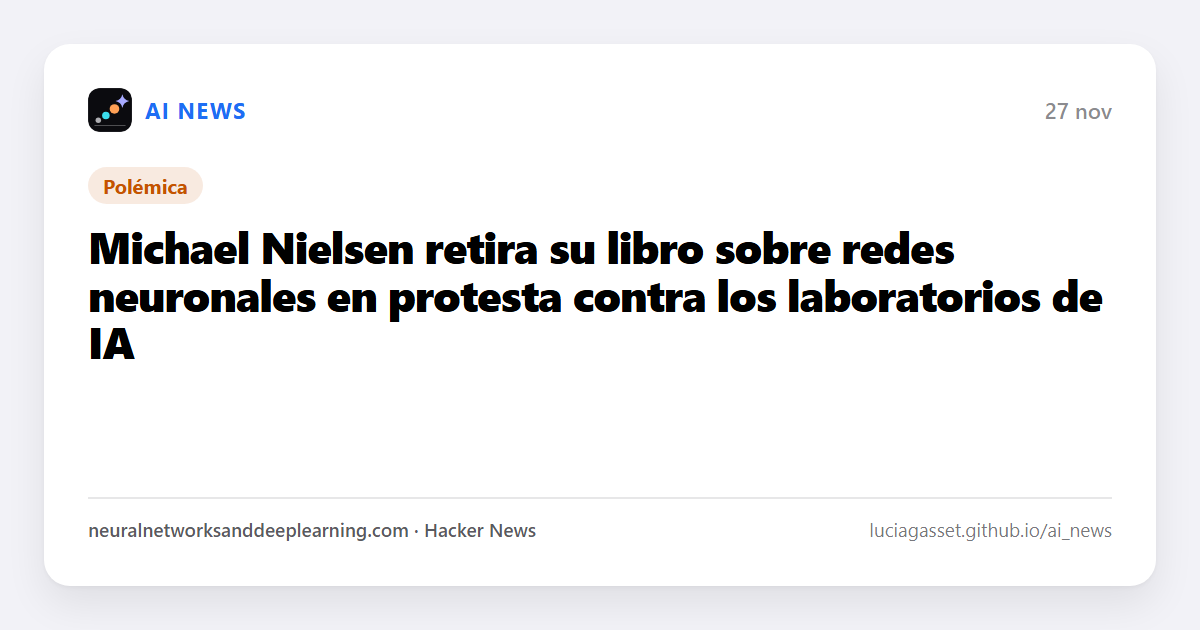 AI NEWS
27 nov
Polémica
Michael Nielsen retira su libro sobre redes
neuronales en protesta contra los laboratorios de
IA
neuralnetworksanddeeplearning.com · Hacker News
luciagasset.github.io/ai_news